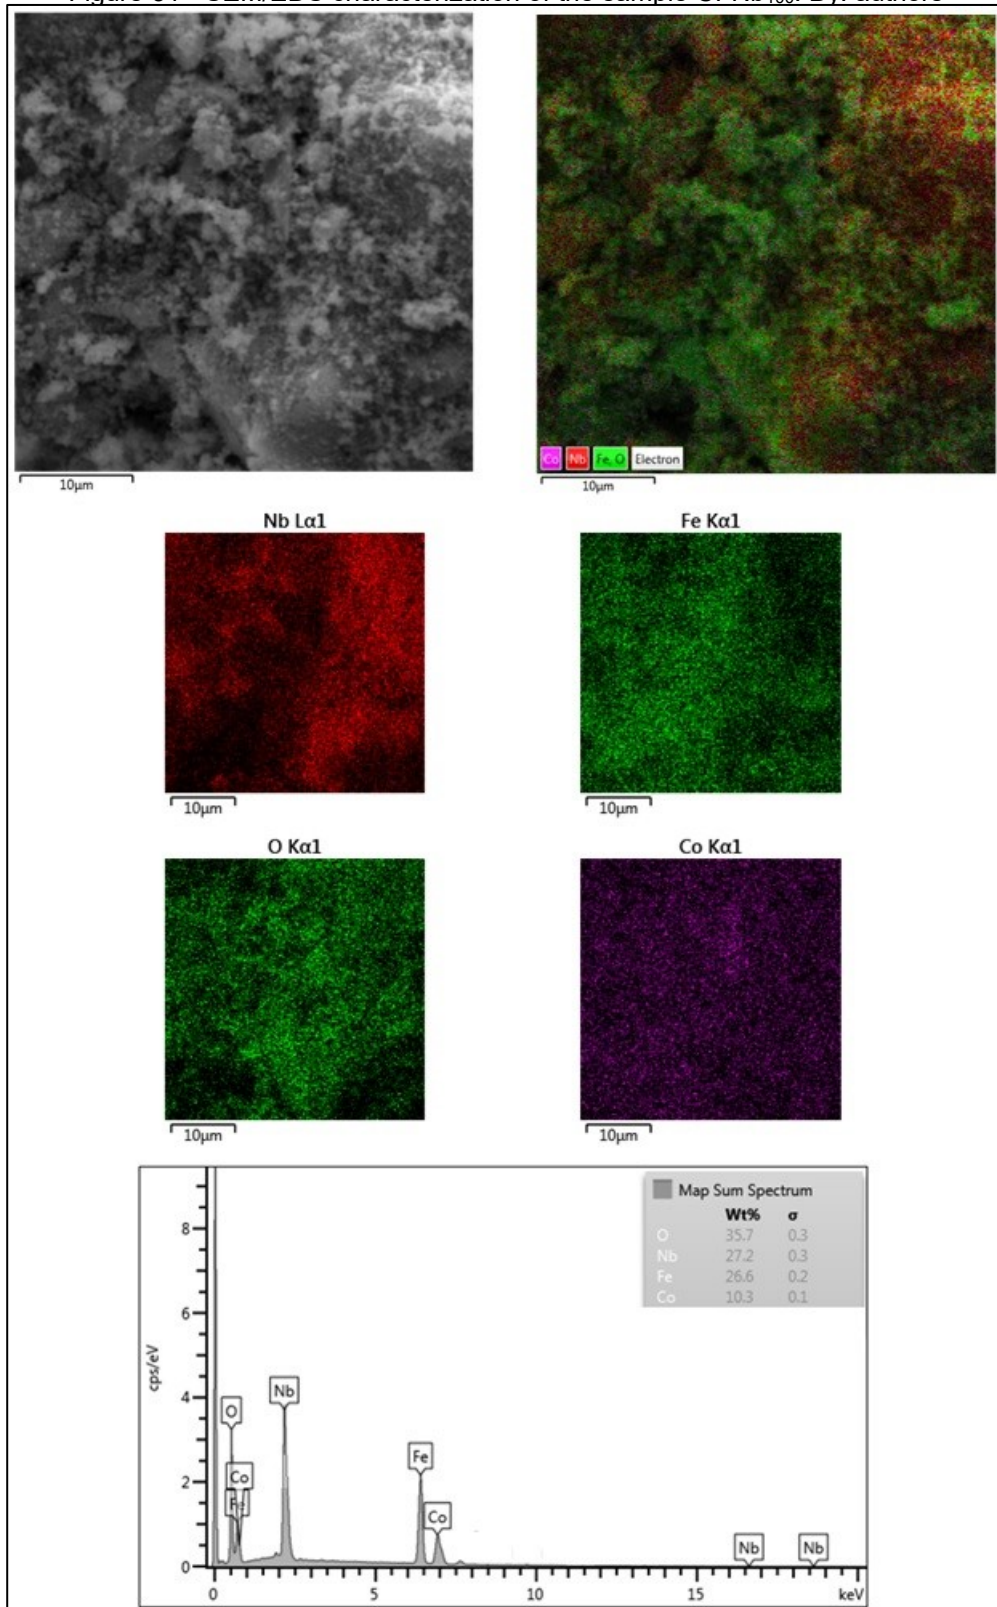 10µm
Co Nb Fe, O Electron
10µm
Nb Lα1
Fe Kα1
10µm
10µm
O Kα1
Co Kα1
10µm
10µm
Map Sum Spectrum
Wt% σ
O 35.7 0.3
Nb 27.2 0.3
Fe 26.6 0.2
Co 10.3 0.1
cps/eV
8
6
4
2
0
O
Co
Fe
Nb
Fe
Co
Nb
Nb
0 5 10 15 keV